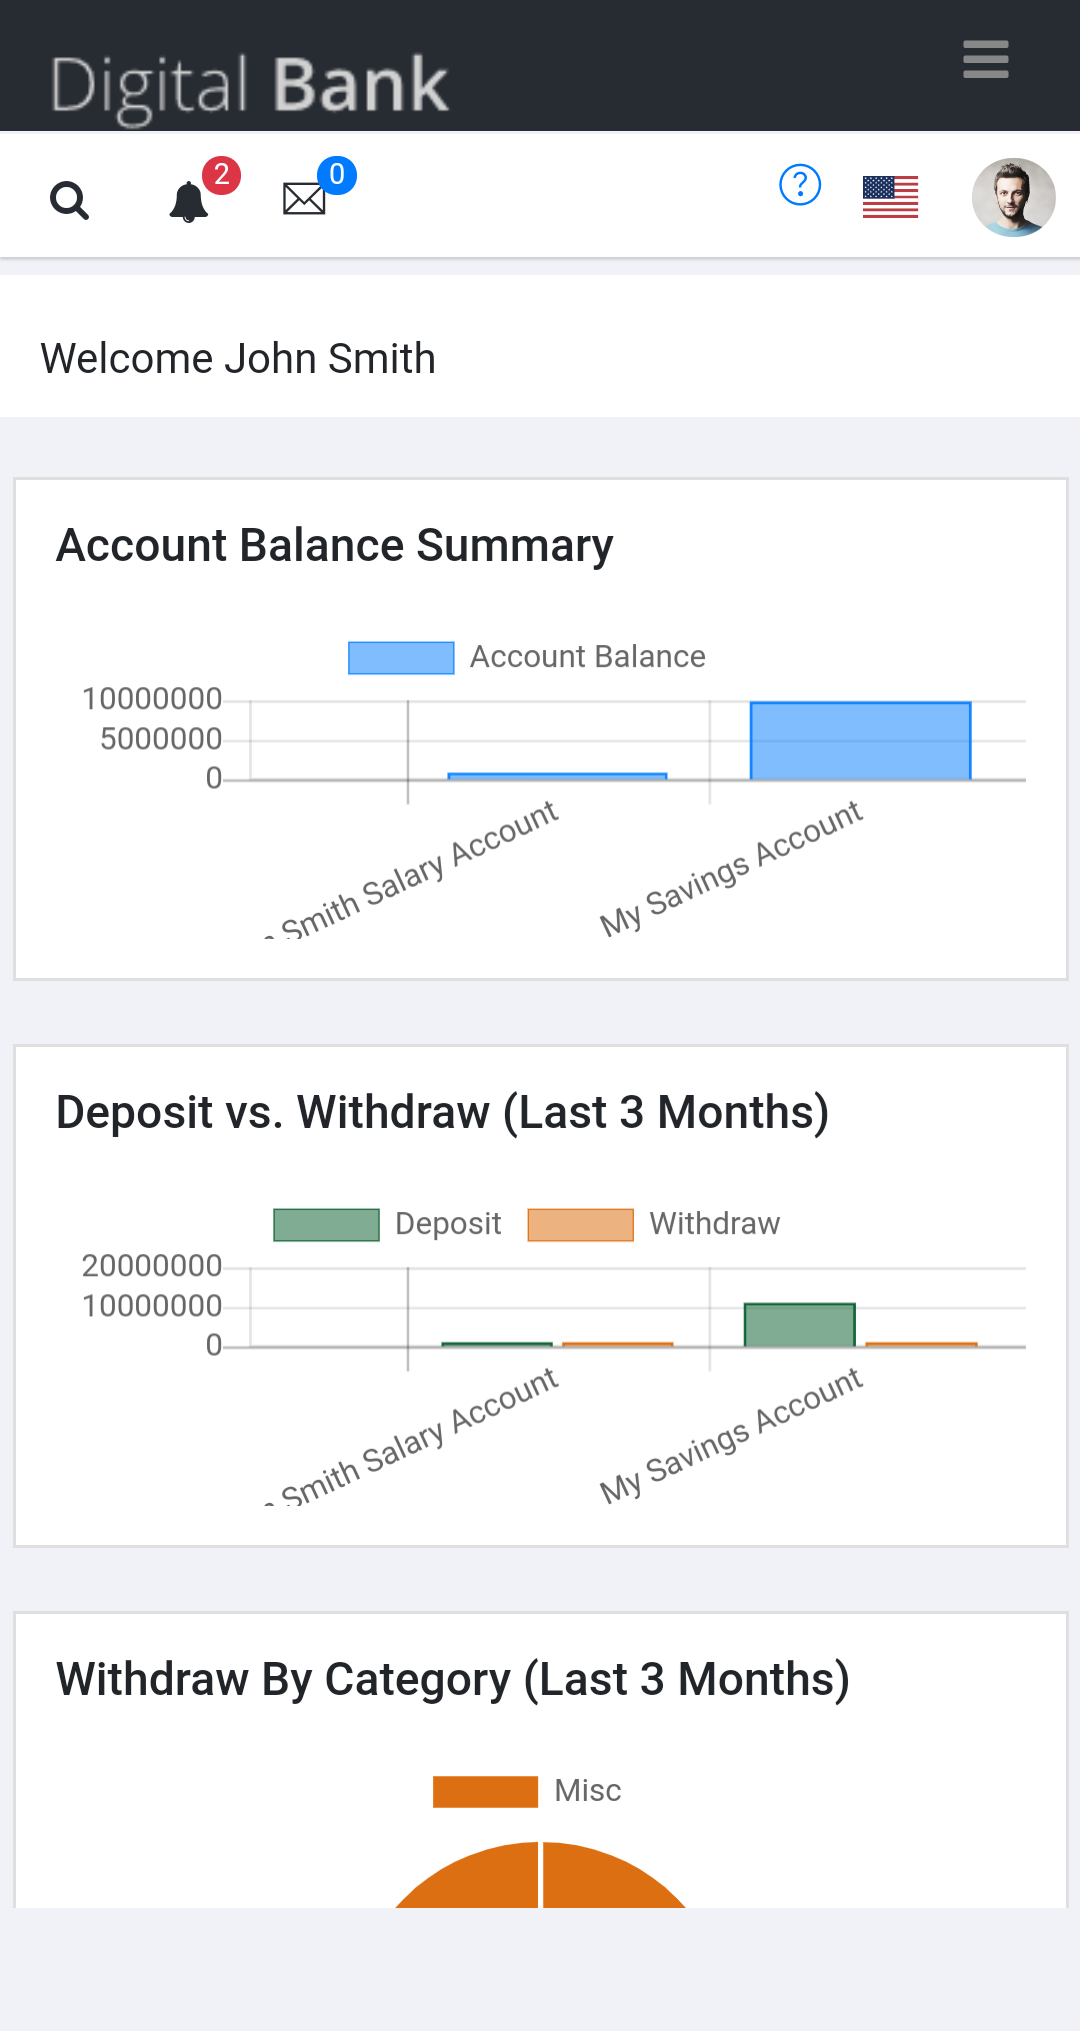 Digital Bank
2
0
Welcome John Smith
Account Balance Summary
Account Balance
10000000
5000000
0
Smith Salary Account
My Savings Account
Deposit vs. Withdraw (Last 3 Months)
Deposit
Withdraw
20000000
10000000
0
Smith Salary Account
My Savings Account
Withdraw By Category (Last 3 Months)
Misc